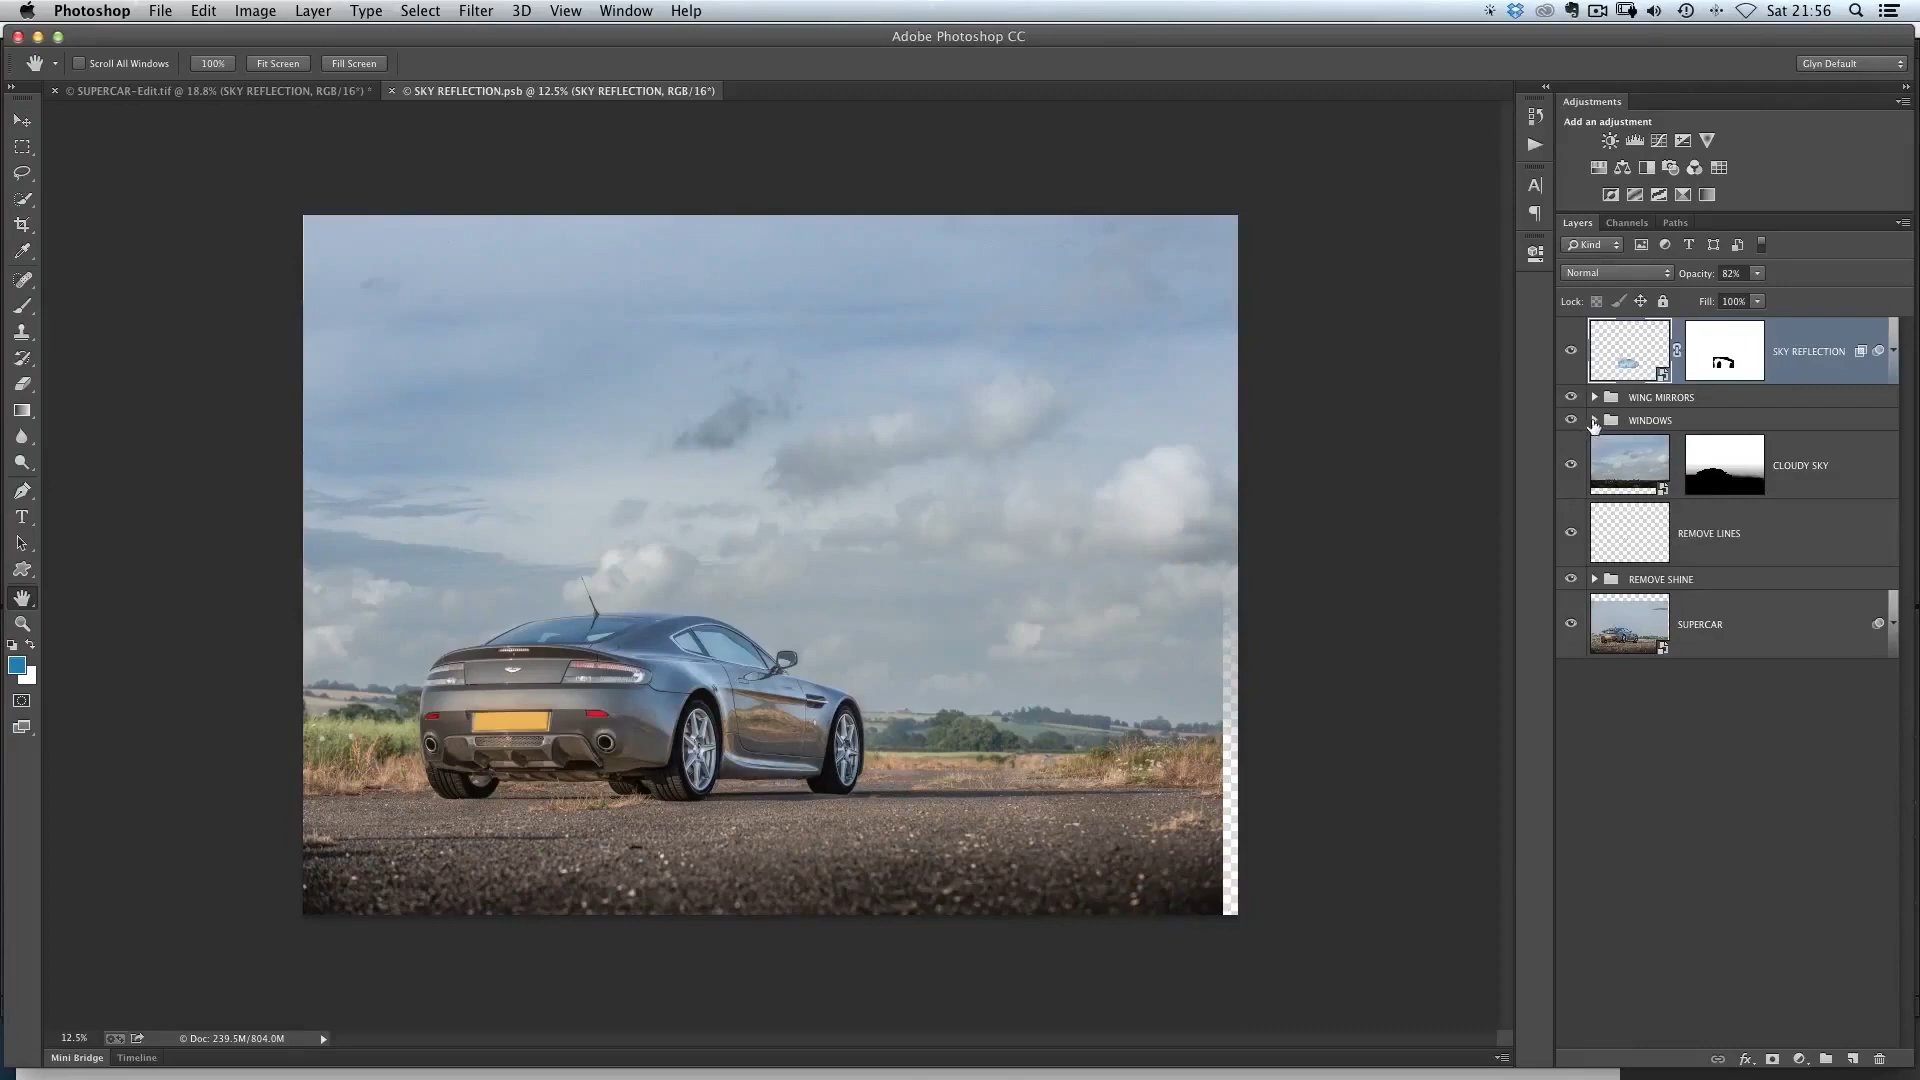 Photoshop File Edit Image Layer Type Select Filter 3D View Window Help Sat 21:56
Adobe Photoshop CC
Scroll All Windows 100% Fit Screen Fill Screen Glyn Default
× © SUPERCAR-Edit.tif @ 18.8% (SKY REFLECTION, RGB/16*) * × © SKY REFLECTION.psb @ 12.5% (SKY REFLECTION, RGB/16*)
Adjustments
Add an adjustment
Layers Channels Paths
Kind
Normal Opacity: 82%
Lock: Fill: 100%
SKY REFLECTION
WING MIRRORS
WINDOWS
CLOUDY SKY
REMOVE LINES
REMOVE SHINE
SUPERCAR
12.5% © Doc: 239.5M/804.0M
Mini Bridge Timeline